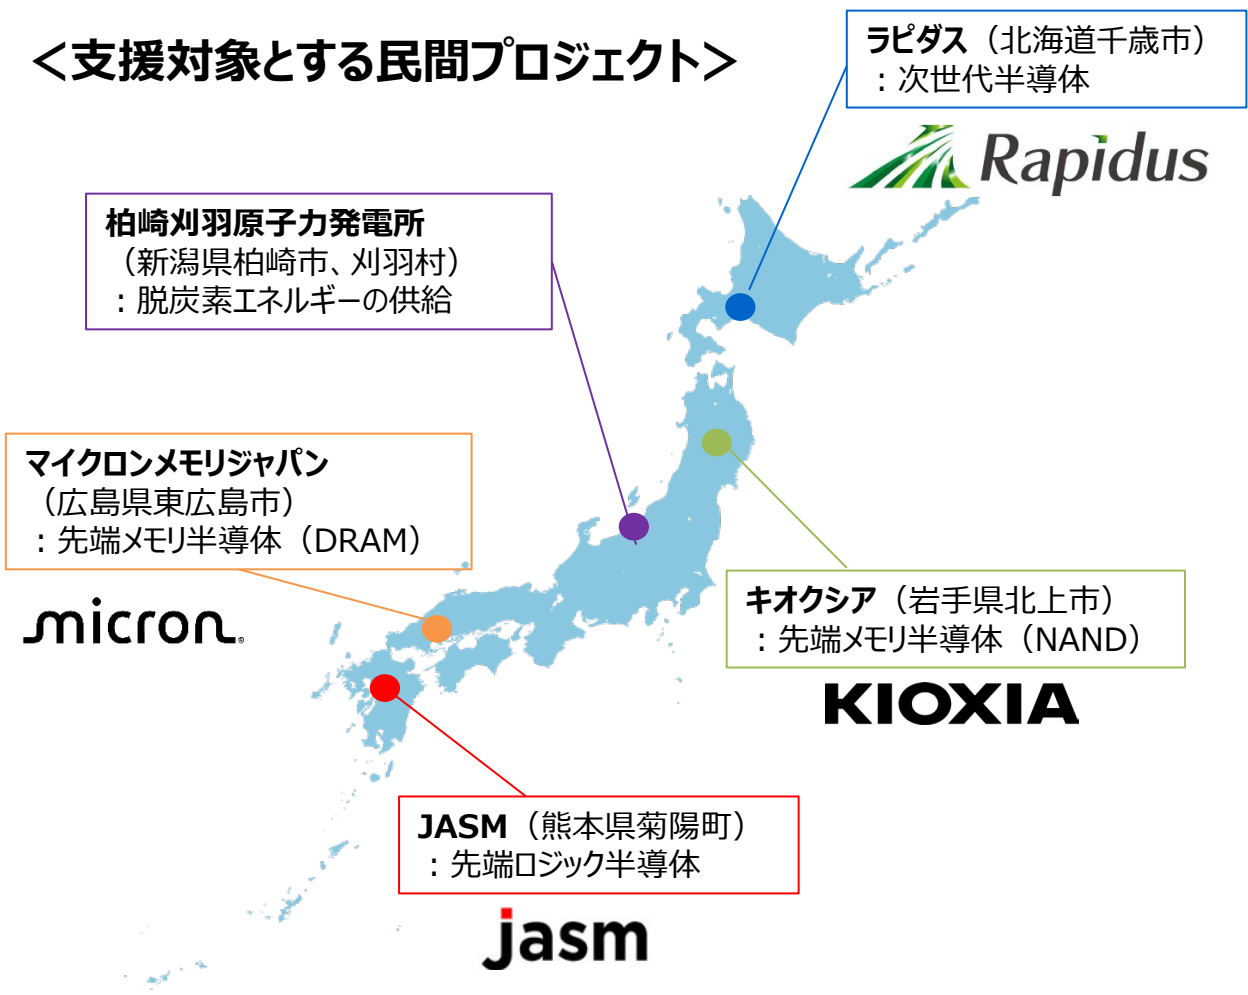 ＜支援対象とする民間プロジェクト＞
ラピダス（北海道千歳市）
：次世代半導体
Rapidus
柏崎刈羽原子力発電所
（新潟県柏崎市、刈羽村）
：脱炭素エネルギーの供給
マイクロンメモリジャパン
（広島県東広島市）
：先端メモリ半導体（DRAM）
micron
キオクシア（岩手県北上市）
：先端メモリ半導体（NAND）
KIOXIA
JASM（熊本県菊陽町）
：先端ロジック半導体
jasm